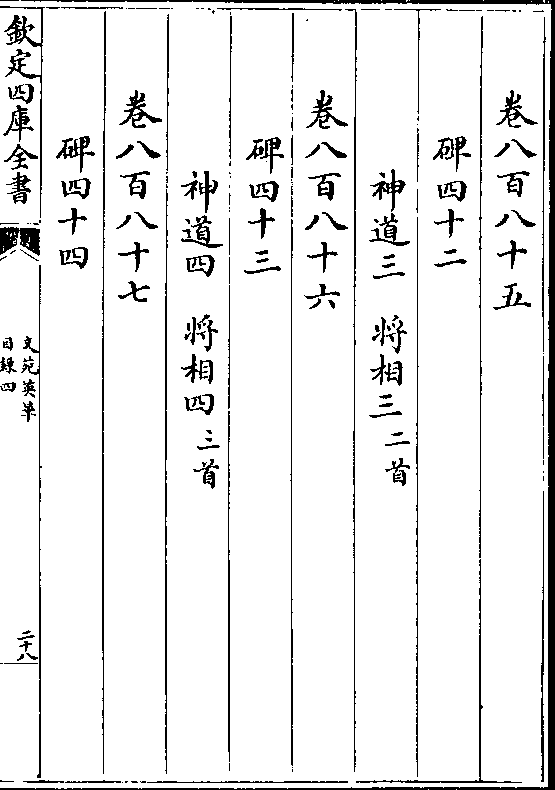 卷八百八十五
碑四十二
神道三 将相三二首
卷八百八十六
碑四十三
神道四 将相四三首
卷八百八十七
碑四十四
欽定四庫全書
文苑英華
目錄四
二十八